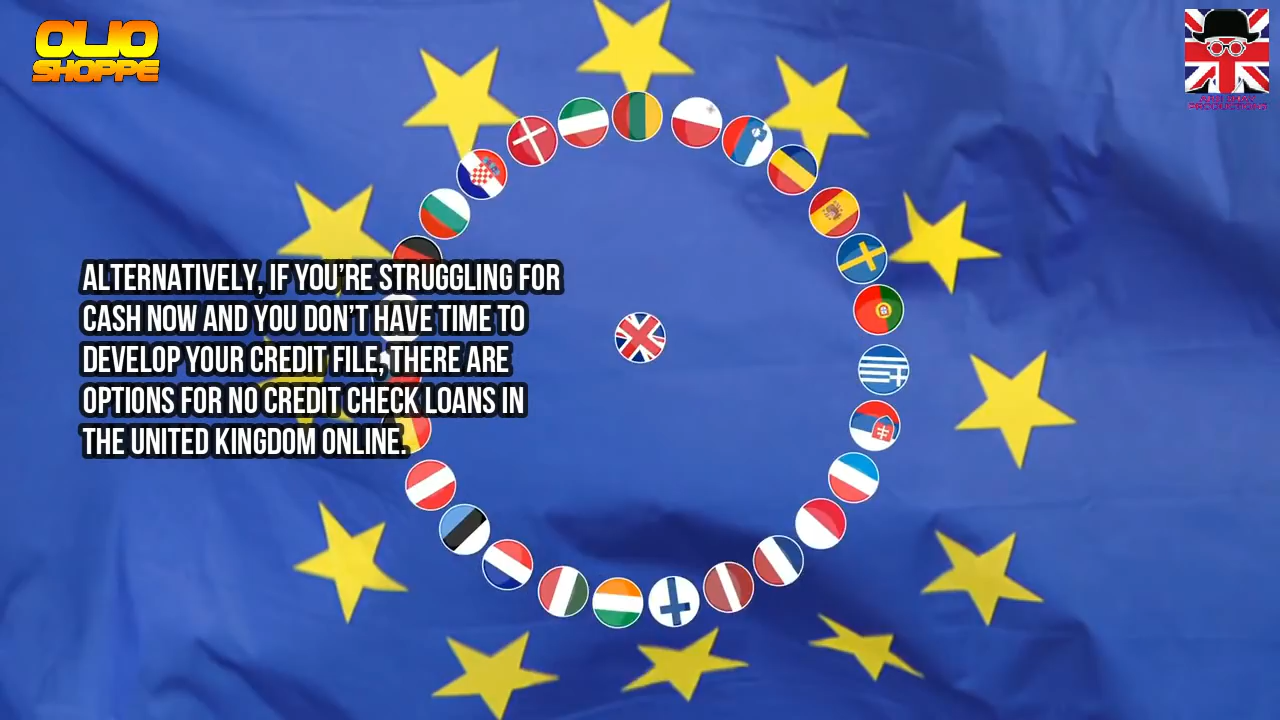 OLIO
SHOPPE
ALTERNATIVELY, IF YOU'RE STRUGGLING FOR
CASH NOW AND YOU DON'T HAVE TIME TO
DEVELOP YOUR CREDIT FILE, THERE ARE
OPTIONS FOR NO CREDIT CHECK LOANS IN
THE UNITED KINGDOM ONLINE.